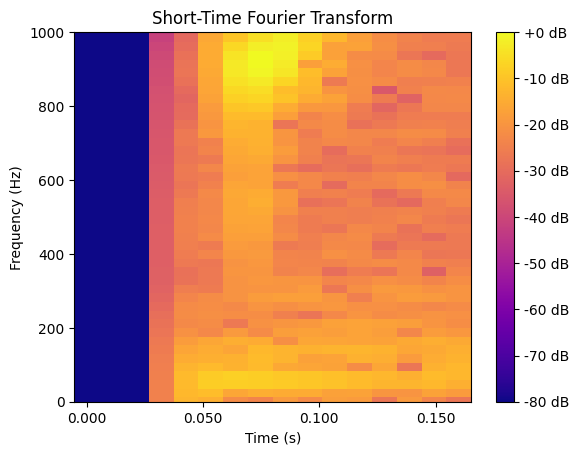 Short-Time Fourier Transform
1000
800
600
400
200
0
Frequency (Hz)
0.000
0.050
0.100
0.150
Time (s)
+0 dB
-10 dB
-20 dB
-30 dB
-40 dB
-50 dB
-60 dB
-70 dB
-80 dB